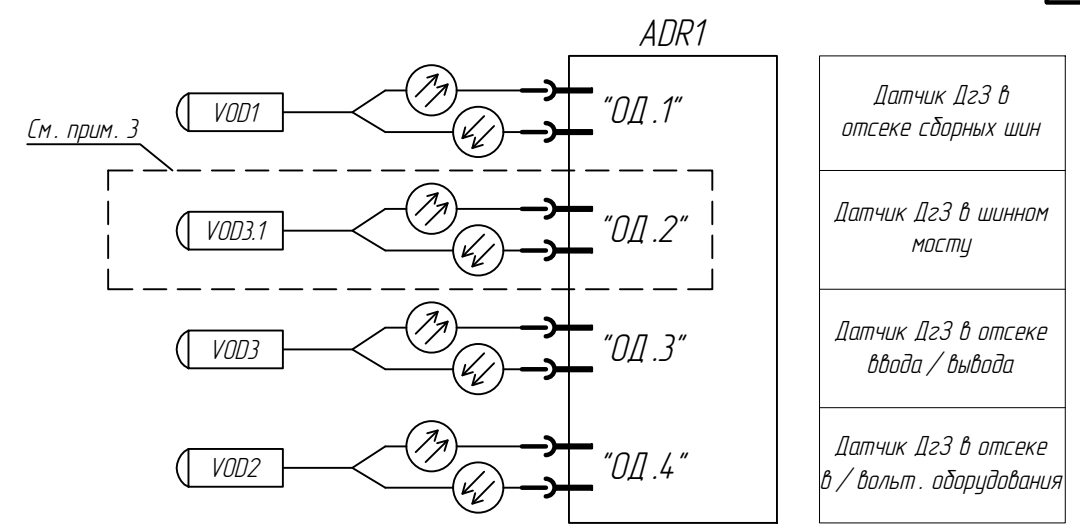 ADR1
VOD1
"ОД.1"
Датчик ДгЗ в
отсеке сборных шин
См. прим. 3
VOD3.1
"ОД.2"
Датчик ДгЗ в шинном
мосту
VOD3
"ОД.3"
Датчик ДгЗ в отсеке
ввода / вывода
VOD2
"ОД.4"
Датчик ДгЗ в отсеке
в / вольт. оборудования